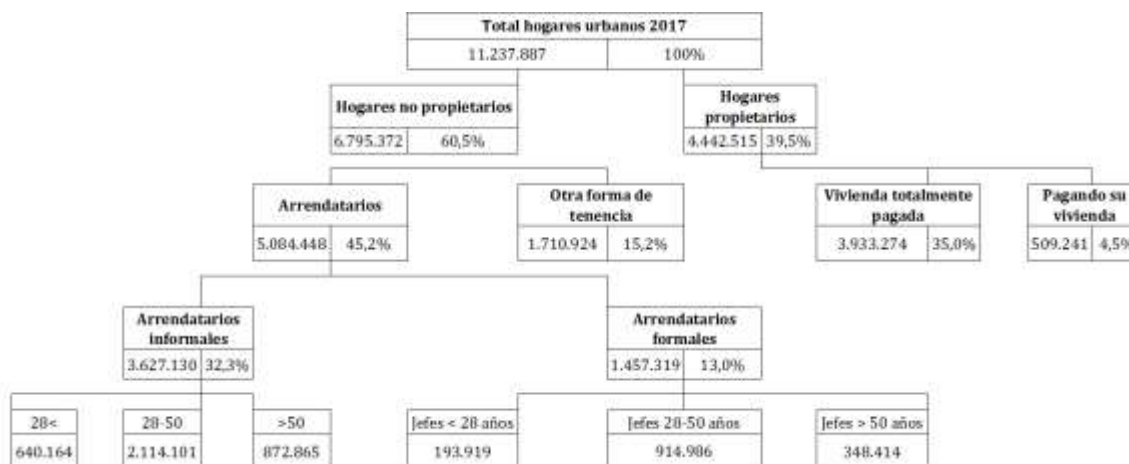 Total hogares urbanos 2017
11.237.887 100%
Hogares no propietarios
6.795.372 60,5%
Hogares
propietarios
4.442.515 39,5%
Arrendatarios
5.084.448 45,2%
Otra forma de
tenencia
1.710.924 15,2%
Vivienda totalmente
pagada
3.933.274 35,0%
Pagando su
vivienda
509.241 4,5%
Arrendatarios
informales
3.627.130 32,3%
Arrendatarios
formales
1.457.319 13,0%
28< 28-50 >50 Jefes < 28 años Jefes 28-50 años Jefes > 50 años
640.164 2.114.101 872.865 193.919 914.986 348.414